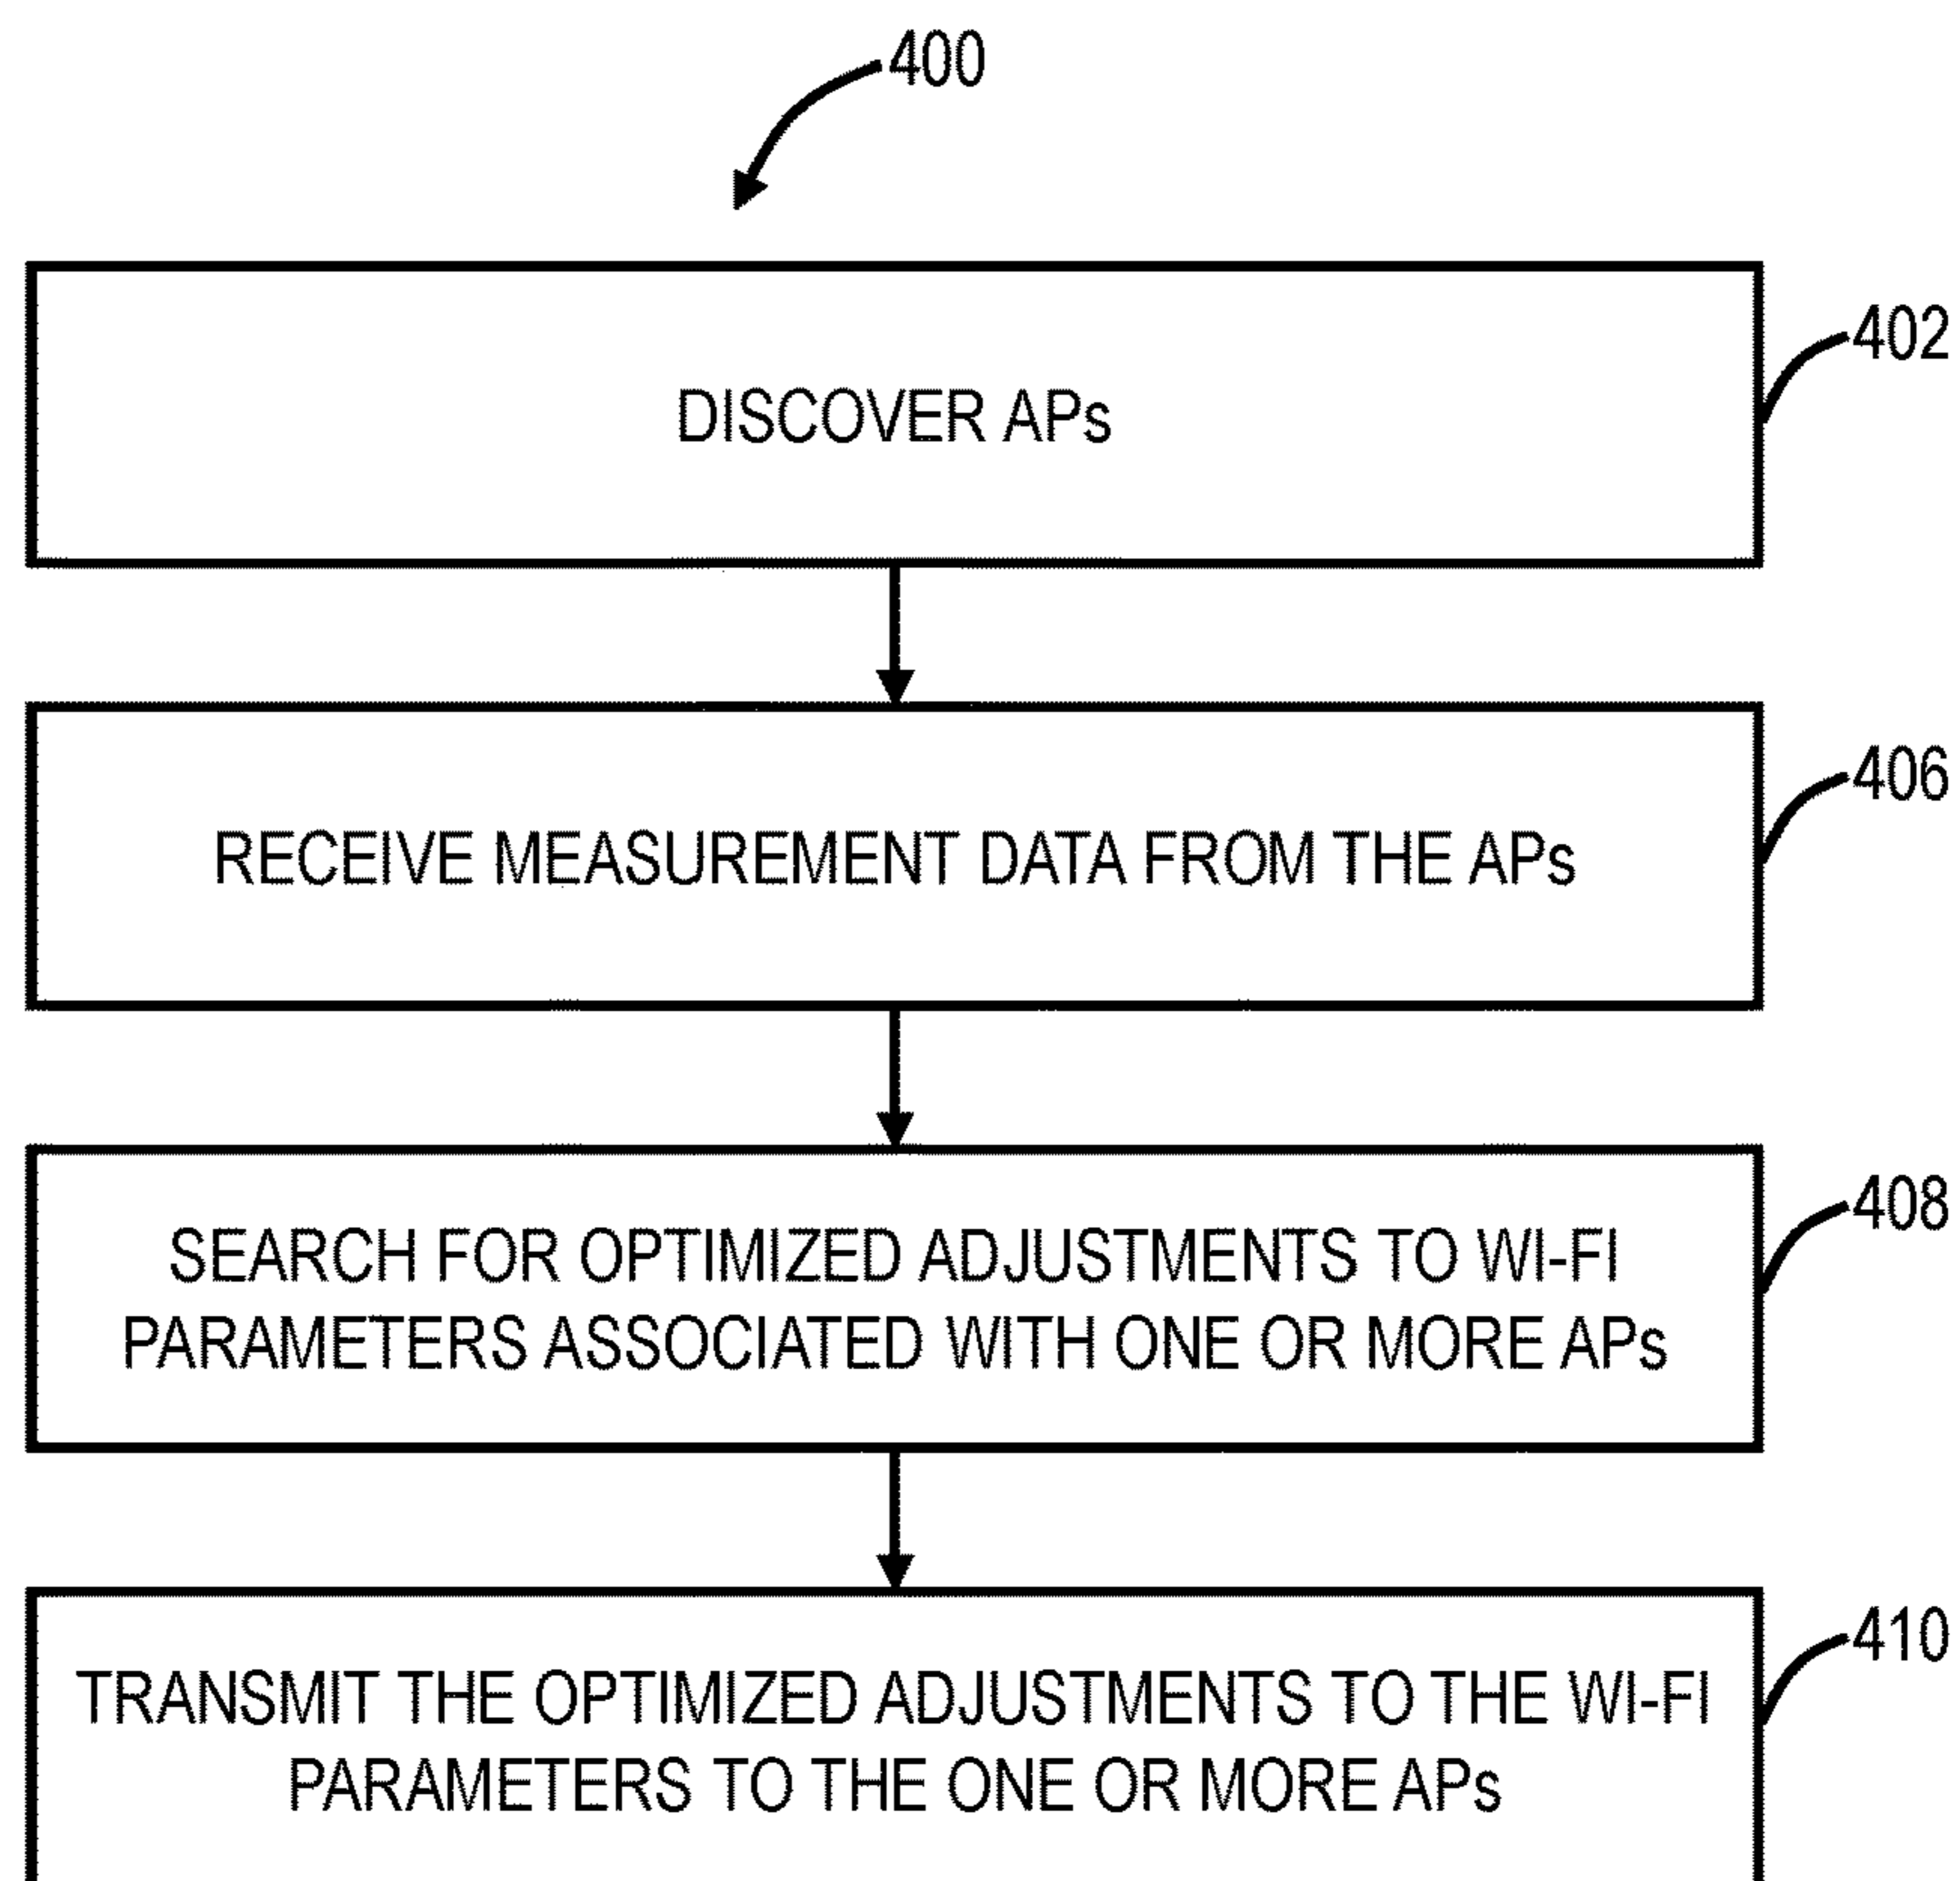 400
DISCOVER APs
402
RECEIVE MEASUREMENT DATA FROM THE APs
406
SEARCH FOR OPTIMIZED ADJUSTMENTS TO WI-FI
PARAMETERS ASSOCIATED WITH ONE OR MORE APs
408
TRANSMIT THE OPTIMIZED ADJUSTMENTS TO THE WI-FI
PARAMETERS TO THE ONE OR MORE APs
410